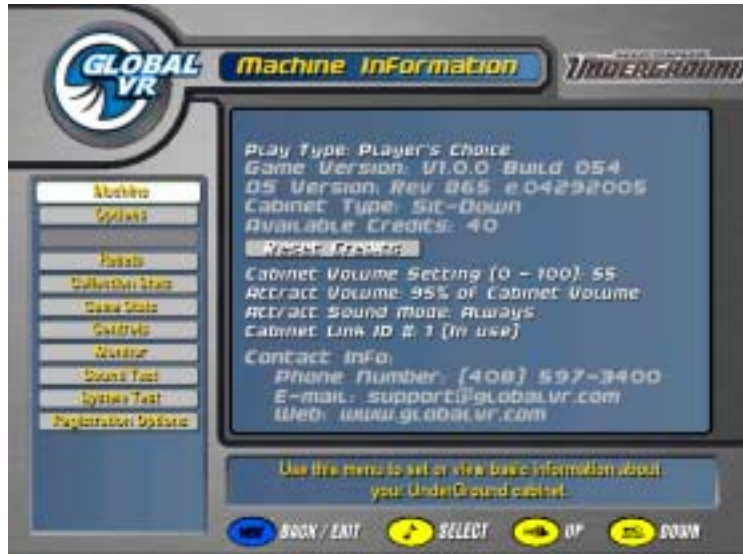 GLOBAL
VR
Machine Information
UNDERGROUND
Machine
Options
Resets
Collection Stats
Game Stats
Controls
Monitor
Sound Test
System Test
Registration Options
Play Type: Player's Choice
Game Version: V1.0.0 Build 054
OS Version: Rev 865 e.04292005
Cabinet Type: Sit-Down
Available Credits: 40
Reset Credits
Cabinet Volume Setting (0 - 100): 55
Attract Volume: 95% of Cabinet Volume
Attract Sound Mode: Always
Cabinet Link ID #: 1 (In use)
Contact Info:
Phone Number: (408) 597-3400
E-mail: support@globalvr.com
Web: www.globalvr.com
Use this menu to set or view basic information about
your UnderGround cabinet.
BACK / EXIT
SELECT
UP
DOWN